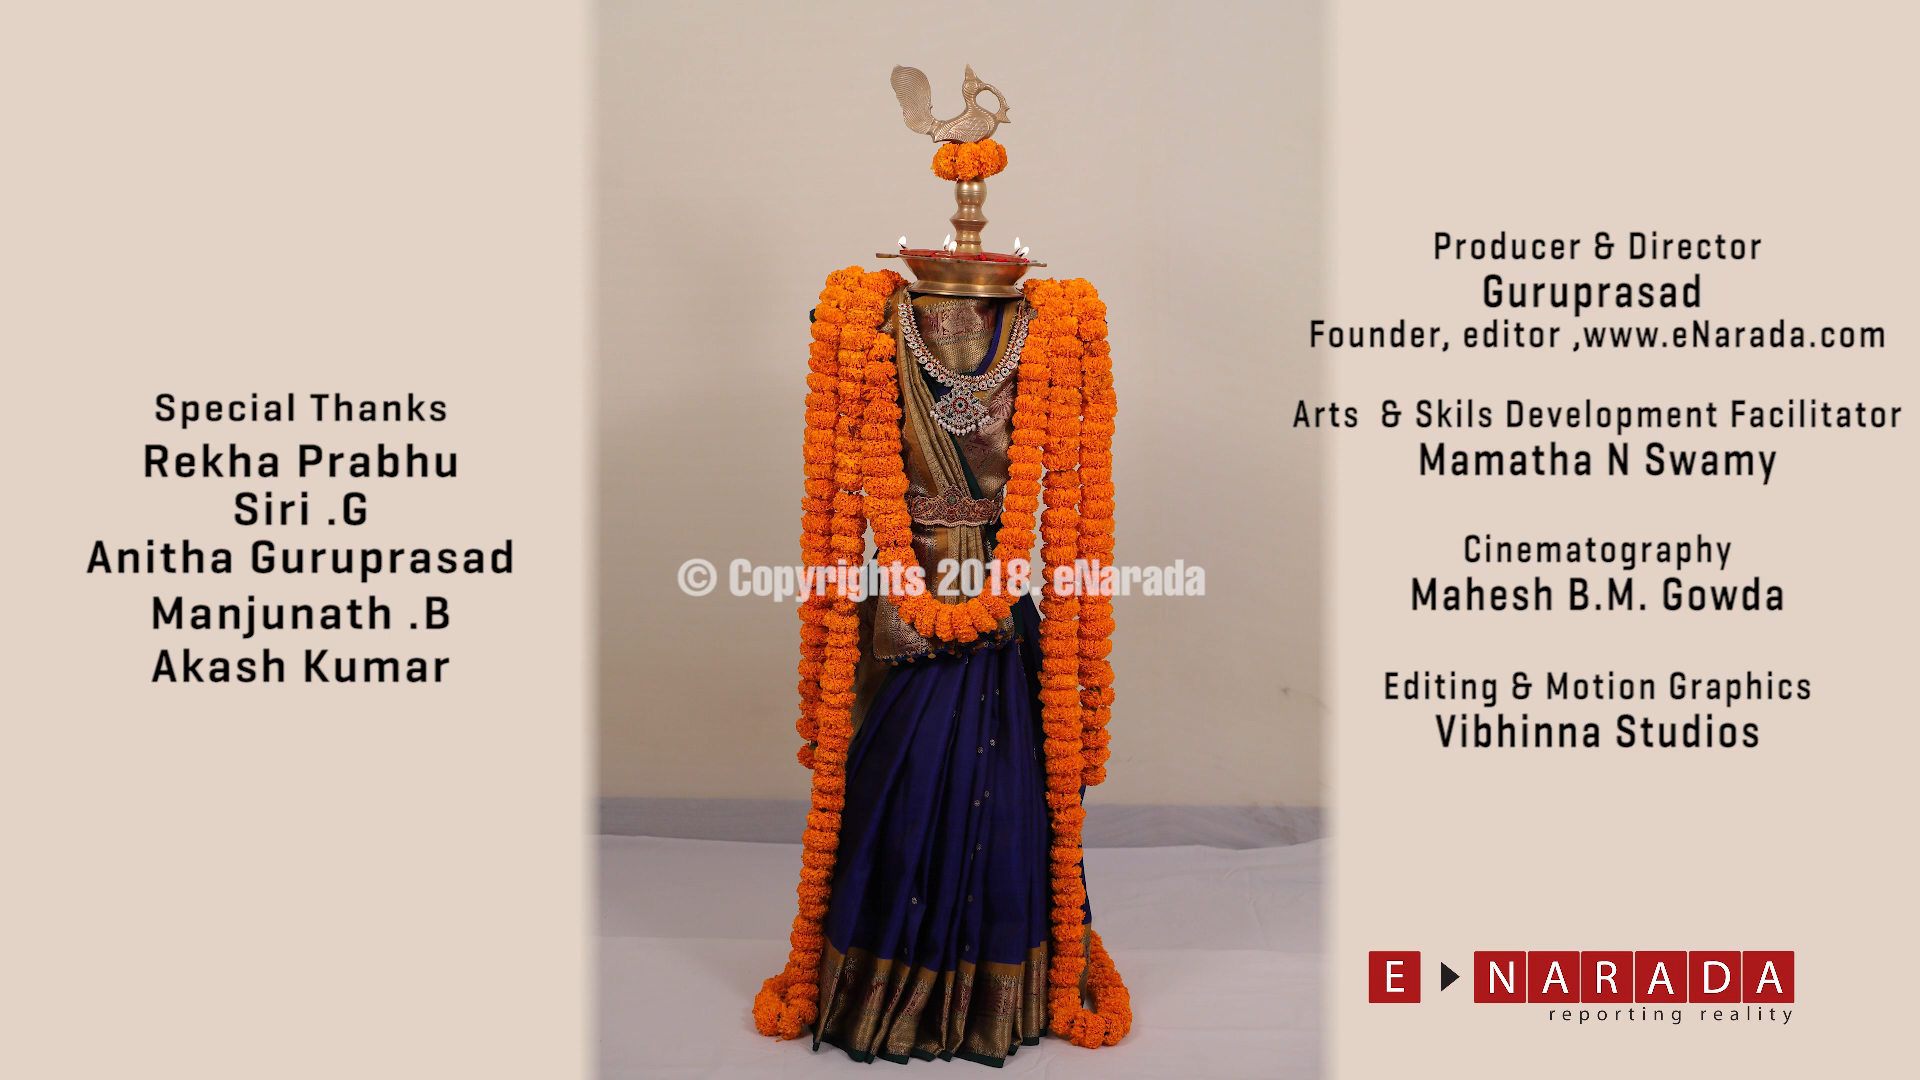 Special Thanks
Rekha Prabhu
Siri .G
Anitha Guruprasad
Manjunath .B
Akash Kumar
© Copyrights 2018. eNarada
Producer & Director
Guruprasad
Founder, editor ,www.eNarada.com
Arts & Skils Development Facilitator
Mamatha N Swamy
Cinematography
Mahesh B.M. Gowda
Editing & Motion Graphics
Vibhinna Studios
E NARADA
reporting reality